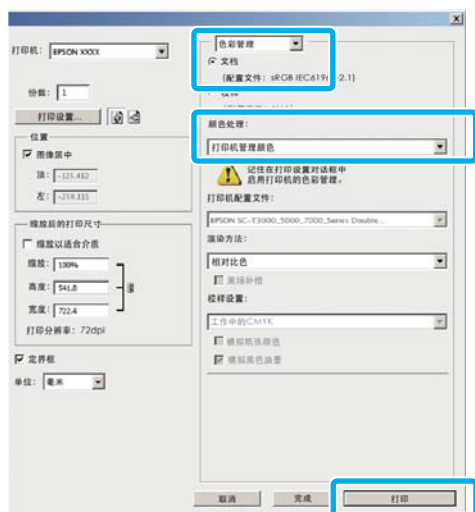 打印机: EPSON XXXX
份数: 1
打印设置...
位置
图像居中
顶: -125.412
左: -259.115
缩放后的打印尺寸
缩放以适合介质
缩放: 100%
高度: 541.8
宽度: 722.4
打印分辨率: 72dpi
定界框
单位: 毫米
色彩管理
文档
(配置文件: sRGB IEC619 -2.1)
颜色处理:
打印机管理颜色
记住在打印设置对话框中
启用打印机的色彩管理。
打印机配置文件:
EPSON SC-T3000_5000_7000_Series Double...
渲染方法:
相对比色
黑场补偿
校样设置:
工作中的CMYK
模拟纸张颜色
模拟黑色油墨
取消
完成
打印